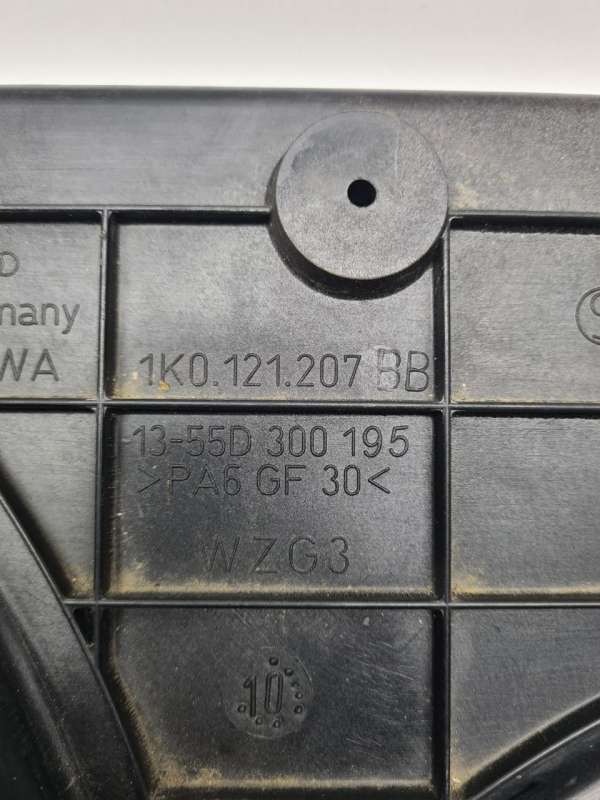 D
many
WA
1K0.121.207 BB
13-55D 300 195
>PA6 GF 30<
WZG3
10